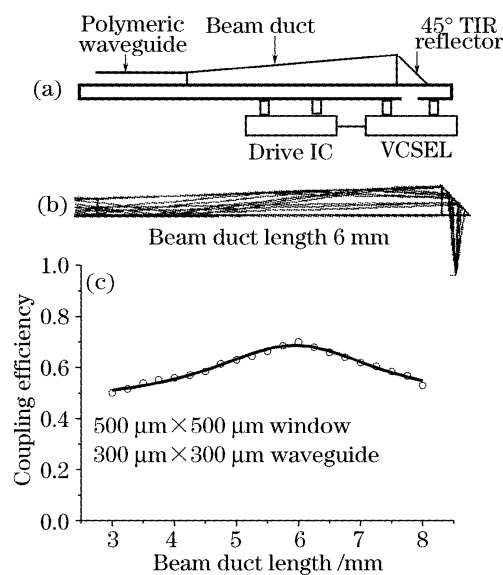 Polymeric
waveguide
Beam duct
45° TIR
reflector
(a)
Drive IC
VCSEL
(b)
Beam duct length 6 mm
(c)
1.0
0.8
0.6
0.4
0.2
0.0
Coupling efficiency
500 μm×500 μm window
300 μm×300 μm waveguide
3
4
5
6
7
8
Beam duct length /mm